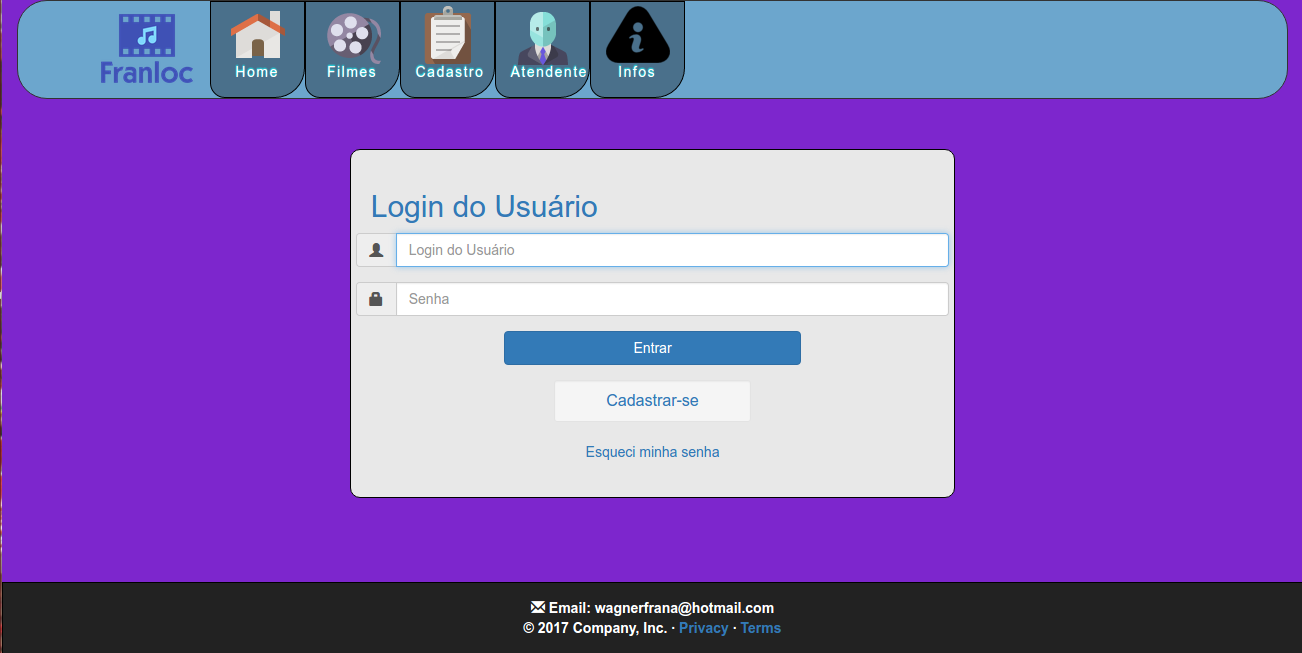 Franloc
Home
Filmes
Cadastro
Atendente
Infos
Login do Usuário
Login do Usuário
Senha
Entrar
Cadastrar-se
Esqueci minha senha
Email: wagnerfrana@hotmail.com
© 2017 Company, Inc. · Privacy · Terms